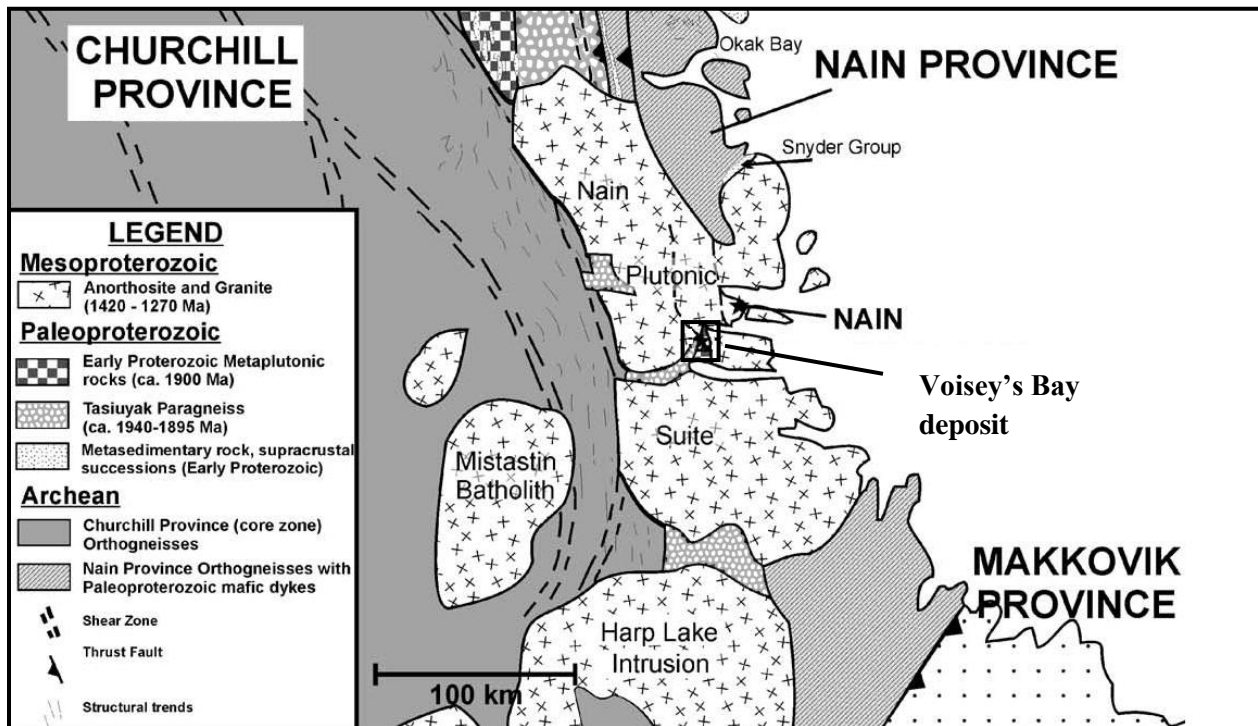 CHURCHILL
PROVINCE
Okak Bay
NAIN PROVINCE
Snyder Group
Nain
Plutonic
NAIN
Voisey's Bay
deposit
Suite
Mistastin
Batholith
MAKKOVIK
PROVINCE
Harp Lake
Intrusion
100 km
LEGEND
Mesoproterozoic
Anorthosite and Granite
(1420 - 1270 Ma)
Paleoproterozoic
Early Proterozoic Metaplutonic
rocks (ca. 1900 Ma)
Tasiuyak Paragneiss
(ca. 1940-1895 Ma)
Metasedimentary rock, supracrustal
successions (Early Proterozoic)
Archean
Churchill Province (core zone)
Orthogneisses
Nain Province Orthogneisses with
Paleoproterozoic mafic dykes
Shear Zone
Thrust Fault
Structural trends